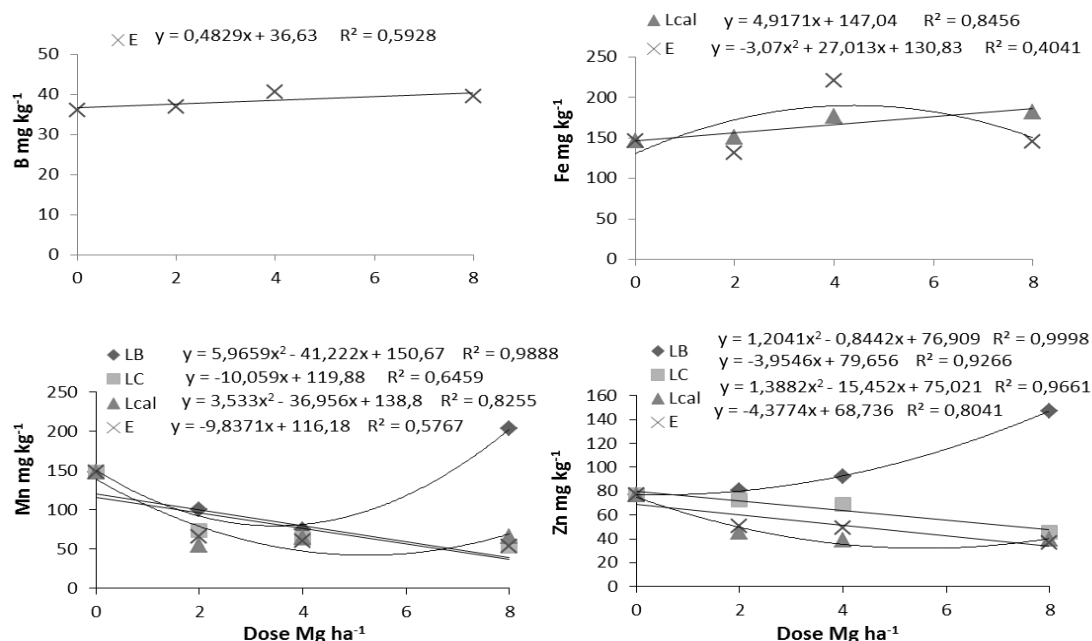 E y = 0,4829x + 36,63 R² = 0,5928
50
40
30
20
10
0
B mg kg⁻¹
0 2 4 6 8
Lcal y = 4,9171x + 147,04 R² = 0,8456
E y = -3,07x² + 27,013x + 130,83 R² = 0,4041
250
200
150
100
50
0
Fe mg kg⁻¹
0 2 4 6 8
LB y = 5,9659x² - 41,222x + 150,67 R² = 0,9888
LC y = -10,059x + 119,88 R² = 0,6459
Lcal y = 3,533x² - 36,956x + 138,8 R² = 0,8255
E y = -9,8371x + 116,18 R² = 0,5767
250
200
150
100
50
0
Mn mg kg⁻¹
0 2 4 6 8
Dose Mg ha⁻¹
LB y = 1,2041x² - 0,8442x + 76,909 R² = 0,9998
LC y = -3,9546x + 79,656 R² = 0,9266
Lcal y = 1,3882x² - 15,452x + 75,021 R² = 0,9661
E y = -4,3774x + 68,736 R² = 0,8041
160
140
120
100
80
60
40
20
0
Zn mg kg⁻¹
0 2 4 6 8
Dose Mg ha⁻¹